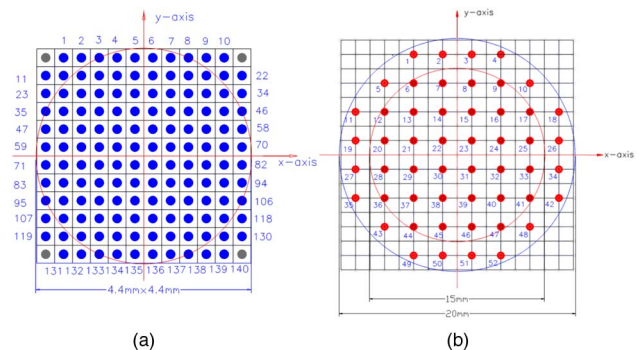 y-axis
1 2 3 4 5 6 7 8 9 10
11 22
23 34
35 46
47 58
59 70
x-axis
71 82
83 94
95 106
107 118
119 130
131 132 133 134 135 136 137 138 139 140
4.4mm×4.4mm
(a)
y-axis
1 2 3 4
5 6 7 8 9 10
11 12 13 14 15 16 17 18
19 20 21 22 23 24 25 26
x-axis
27 28 29 30 31 32 33 34
35 36 37 38 39 40 41 42
43 44 45 46 47 48
49 50 51 52
15mm
20mm
(b)